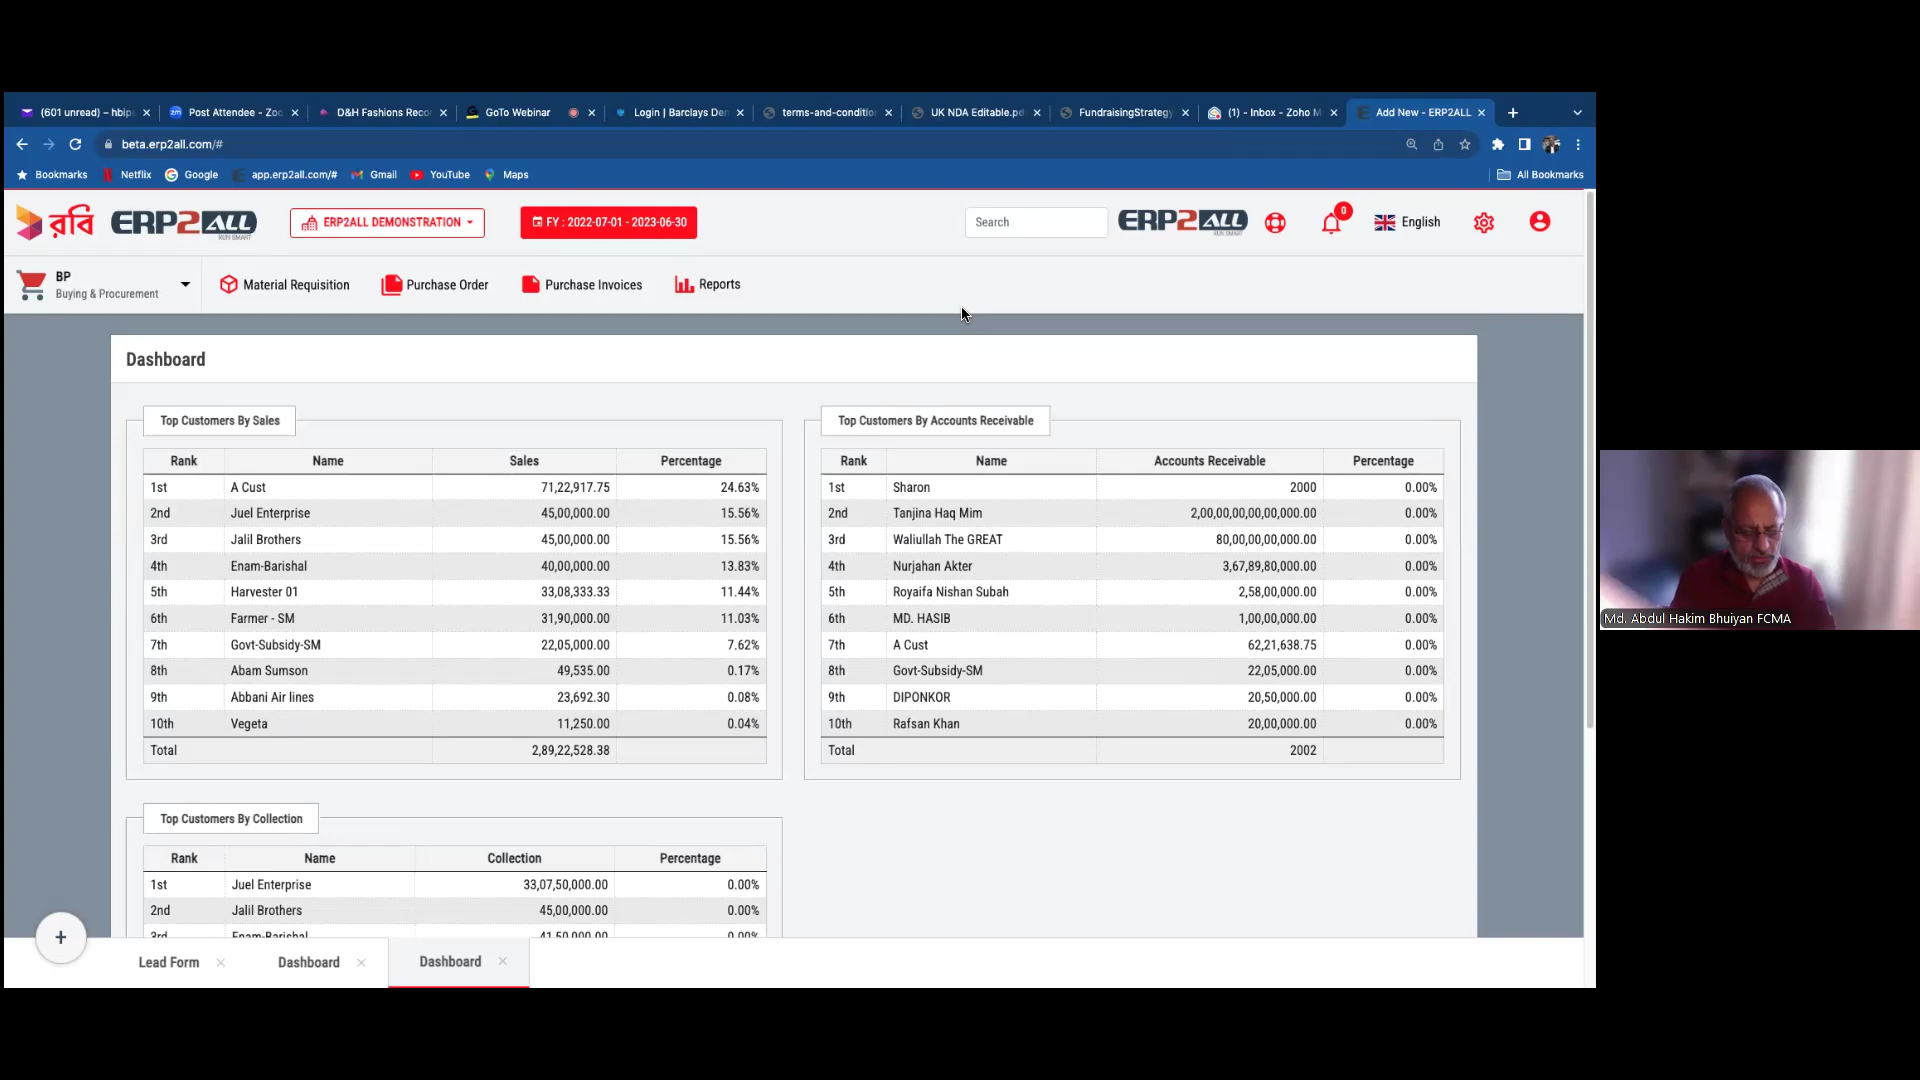 (601 unread) – hbip
Post Attendee - Zoo
D&H Fashions Reco
GoTo Webinar
Login | Barclays De
terms-and-conditio
UK NDA Editable.pd
FundraisingStrategy
(1) - Inbox - Zoho M
Add New - ERP2ALL
beta.erp2all.com/#
Bookmarks
Netflix
Google
app.erp2all.com/#
Gmail
YouTube
Maps
All Bookmarks
রবি
ERP2ALL
RUN SMART
ERP2ALL DEMONSTRATION
FY : 2022-07-01 - 2023-06-30
Search
ERP2ALL
RUN SMART
0
English
BP
Buying & Procurement
Material Requisition
Purchase Order
Purchase Invoices
Reports
Dashboard
Top Customers By Sales
Rank Name Sales Percentage
1st A Cust 71,22,917.75 24.63%
2nd Juel Enterprise 45,00,000.00 15.56%
3rd Jalil Brothers 45,00,000.00 15.56%
4th Enam-Barishal 40,00,000.00 13.83%
5th Harvester 01 33,08,333.33 11.44%
6th Farmer - SM 31,90,000.00 11.03%
7th Govt-Subsidy-SM 22,05,000.00 7.62%
8th Abam Sumson 49,535.00 0.17%
9th Abbani Air lines 23,692.30 0.08%
10th Vegeta 11,250.00 0.04%
Total 2,89,22,528.38
Top Customers By Accounts Receivable
Rank Name Accounts Receivable Percentage
1st Sharon 2000 0.00%
2nd Tanjina Haq Mim 2,00,00,00,00,00,000.00 0.00%
3rd Waliullah The GREAT 80,00,00,00,000.00 0.00%
4th Nurjahan Akter 3,67,89,80,000.00 0.00%
5th Royaifa Nishan Subah 2,58,00,000.00 0.00%
6th MD. HASIB 1,00,00,000.00 0.00%
7th A Cust 62,21,638.75 0.00%
8th Govt-Subsidy-SM 22,05,000.00 0.00%
9th DIPONKOR 20,50,000.00 0.00%
10th Rafsan Khan 20,00,000.00 0.00%
Total 2002
Top Customers By Collection
Rank Name Collection Percentage
1st Juel Enterprise 33,07,50,000.00 0.00%
2nd Jalil Brothers 45,00,000.00 0.00%
3rd Enam-Barishal 41,50,000.00 0.00%
+
Lead Form
Dashboard
Dashboard
Md. Abdul Hakim Bhuiyan FCMA